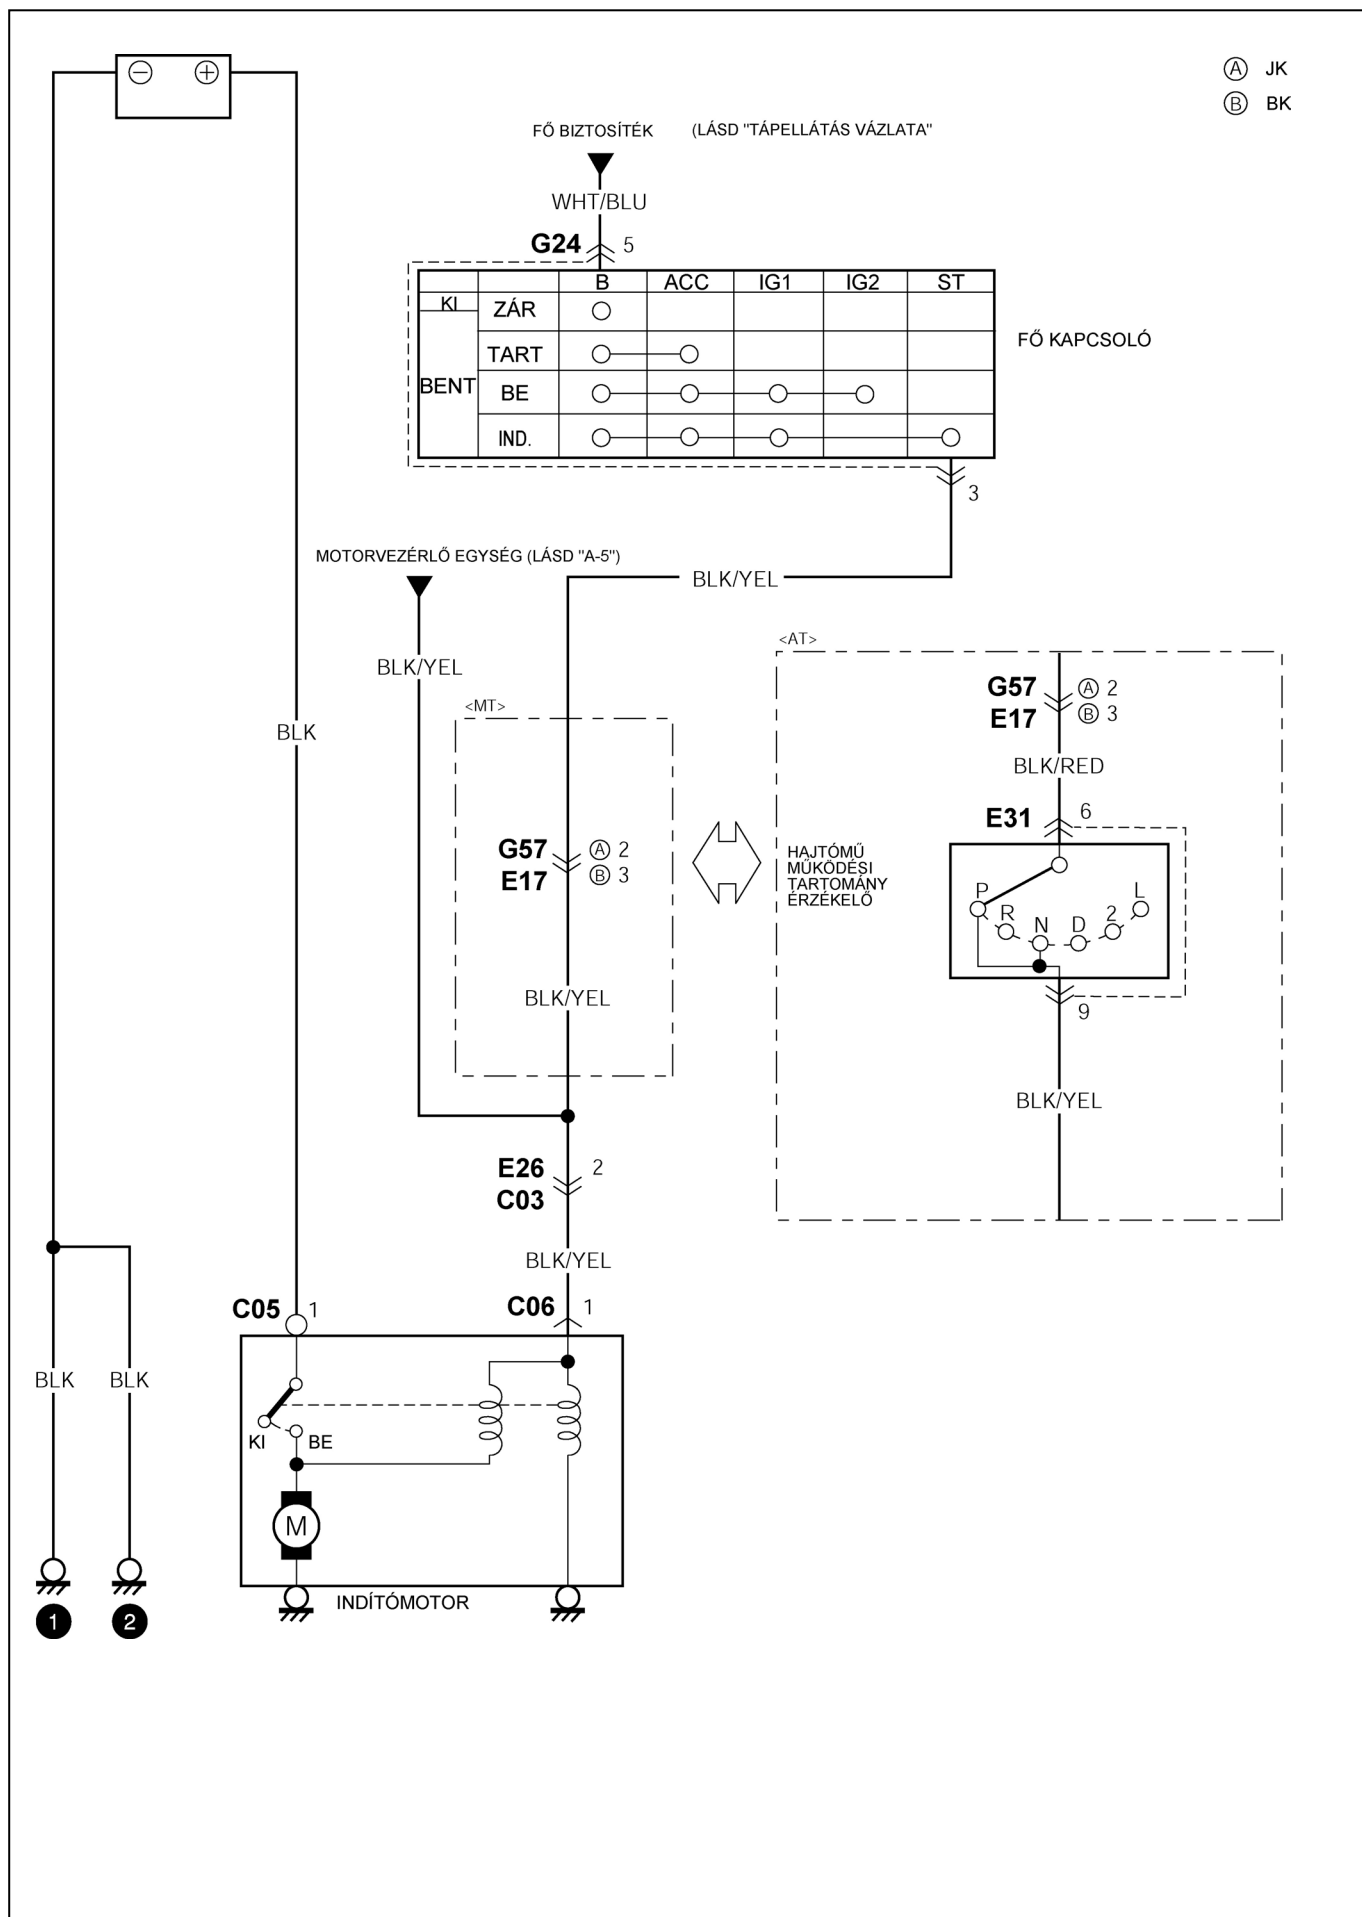 − +
Ⓐ JK
Ⓑ BK
FŐ BIZTOSÍTÉK (LÁSD "TÁPELLÁTÁS VÁZLATA"
WHT/BLU
G24 5
B ACC IG1 IG2 ST
KI ZÁR
TART
BENT BE
IND.
FŐ KAPCSOLÓ
3
MOTORVEZÉRLŐ EGYSÉG (LÁSD "A-5")
BLK/YEL
BLK/YEL
BLK
<MT>
G57 Ⓐ 2
E17 Ⓑ 3
BLK/YEL
<AT>
G57 Ⓐ 2
E17 Ⓑ 3
BLK/RED
E31 6
HAJTÓMŰ
MŰKÖDÉSI
TARTOMÁNY
ÉRZÉKELŐ
P R N D 2 L
9
BLK/YEL
E26 2
C03
BLK/YEL
C05 1
C06 1
BLK BLK
KI BE
M
INDÍTÓMOTOR
1 2